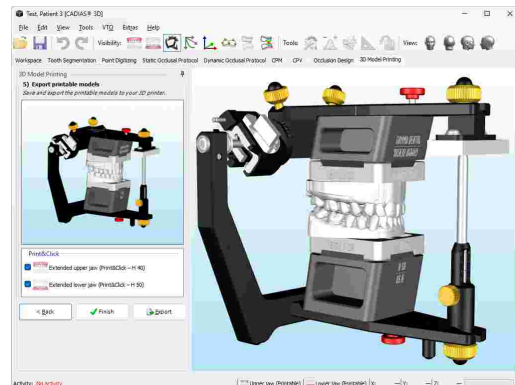 Test, Patient 3 [CADIAS® 3D]
File Edit View Tools VTO Extras Help
Visibility: Tools: View:
Workspace Tooth Segmentation Point Digitizing Static Occlusal Protocol Dynamic Occlusal Protocol CPM CPV Occlusion Design 3D Model Printing
3D Model Printing
5) Export printable models
Save and export the printable models to your 3D printer.
Print&Click
Extended upper jaw (Print&Click – H 40)
Extended lower jaw (Print&Click – H 50)
< Back Finish Export
Activity: No activity
Upper Jaw (Printable) Lower Jaw (Printable) X: — Y: — Z: —